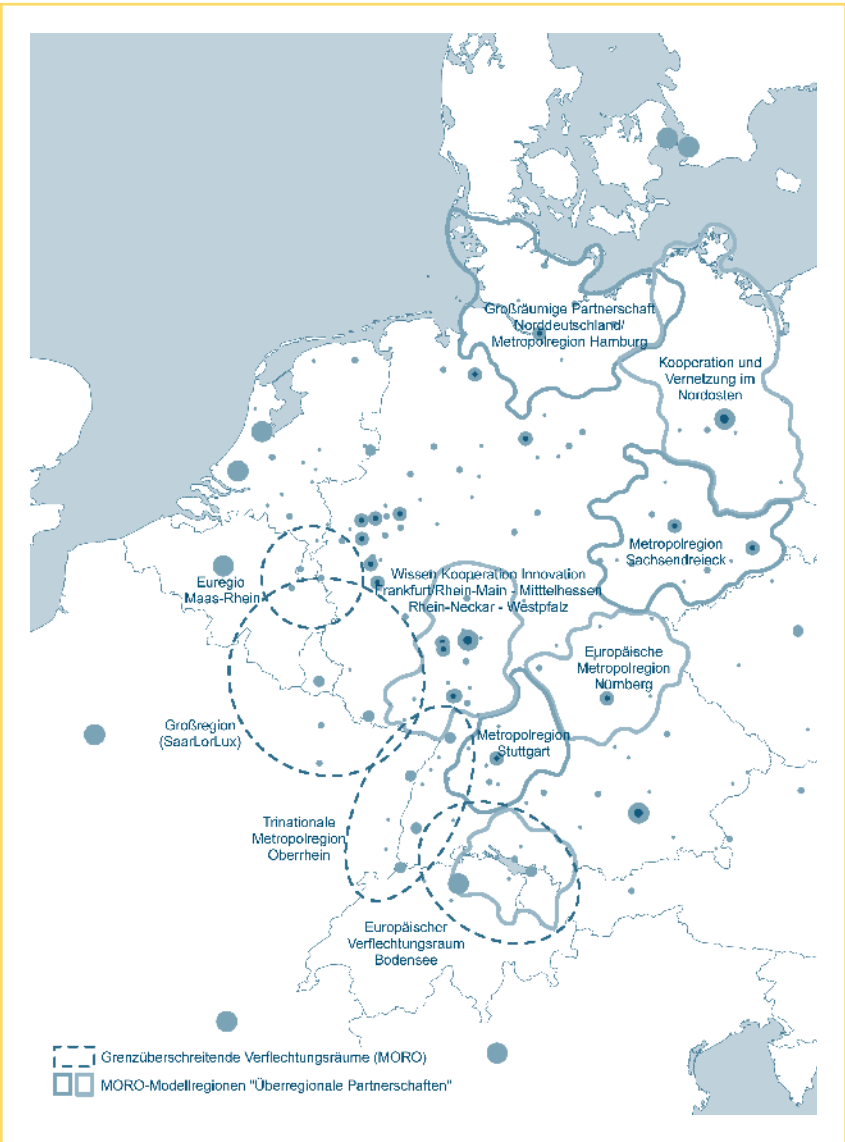 Großräumige Partnerschaft
Norddeutschland/
Metropolregion Hamburg
Kooperation und
Vernetzung im
Nordosten
Metropolregion
Sachsendreieck
Euregio
Maas-Rhein
Wissen Kooperation Innovation
Frankfurt/Rhein-Main - Mitttelhessen
Rhein-Neckar - Westpfalz
Europäische
Metropolregion
Nürnberg
Großregion
(SaarLorLux)
Metropolregion
Stuttgart
Trinationale
Metropolregion
Oberrhein
Europäischer
Verflechtungsraum
Bodensee
Grenzüberschreitende Verflechtungsräume (MORO)
MORO-Modellregionen "Überregionale Partnerschaften"